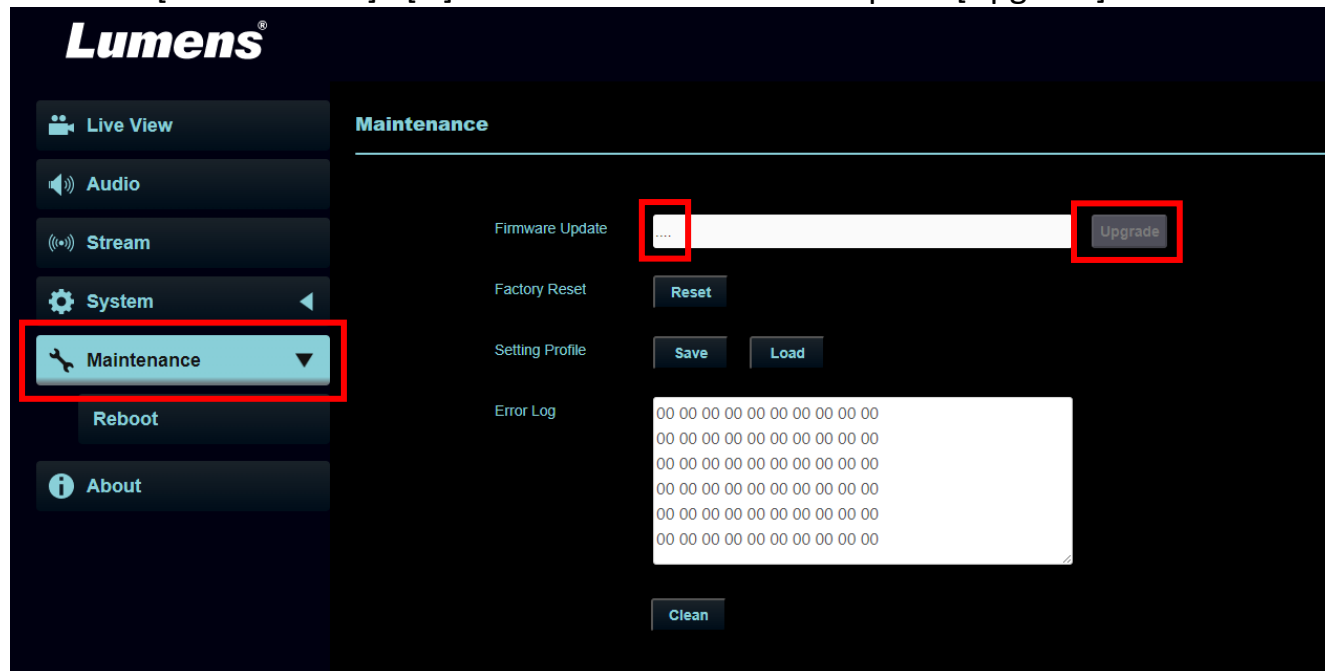 Lumens®
Live View
Audio
Stream
System
Maintenance
Reboot
About
Maintenance
Firmware Update .... Upgrade
Factory Reset Reset
Setting Profile Save Load
Error Log
00 00 00 00 00 00 00 00 00 00
00 00 00 00 00 00 00 00 00 00
00 00 00 00 00 00 00 00 00 00
00 00 00 00 00 00 00 00 00 00
00 00 00 00 00 00 00 00 00 00
00 00 00 00 00 00 00 00 00 00
Clean